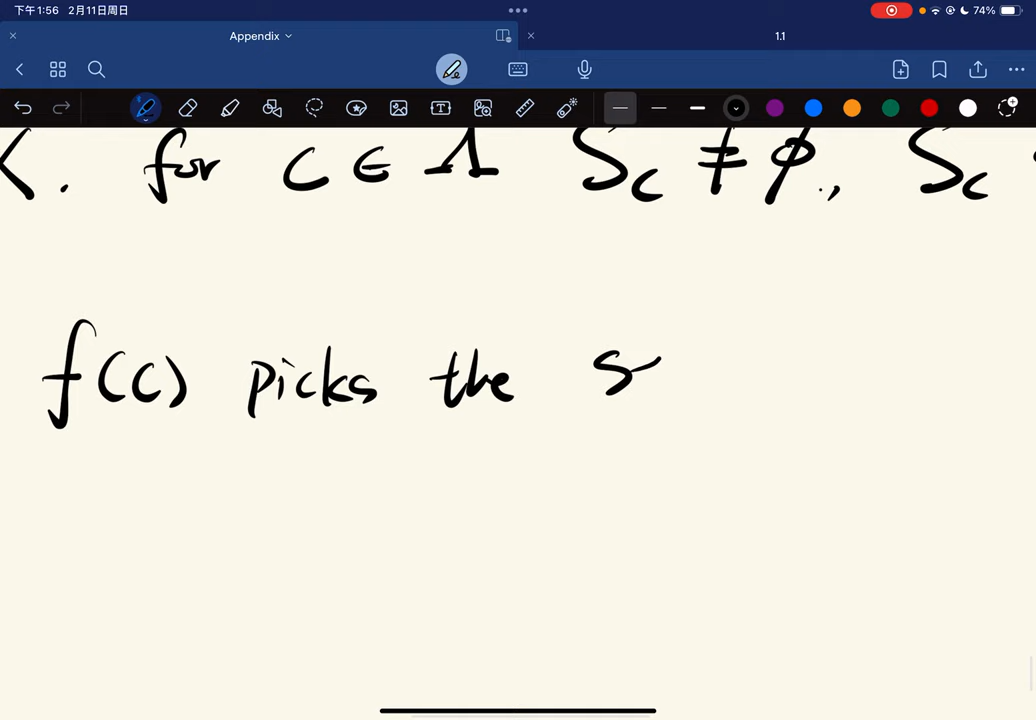 下午1:56 2月11日周日 74%
Appendix 1.1
for C ∈ Λ S_c ≠ ϕ., S_c
f(c) picks the s